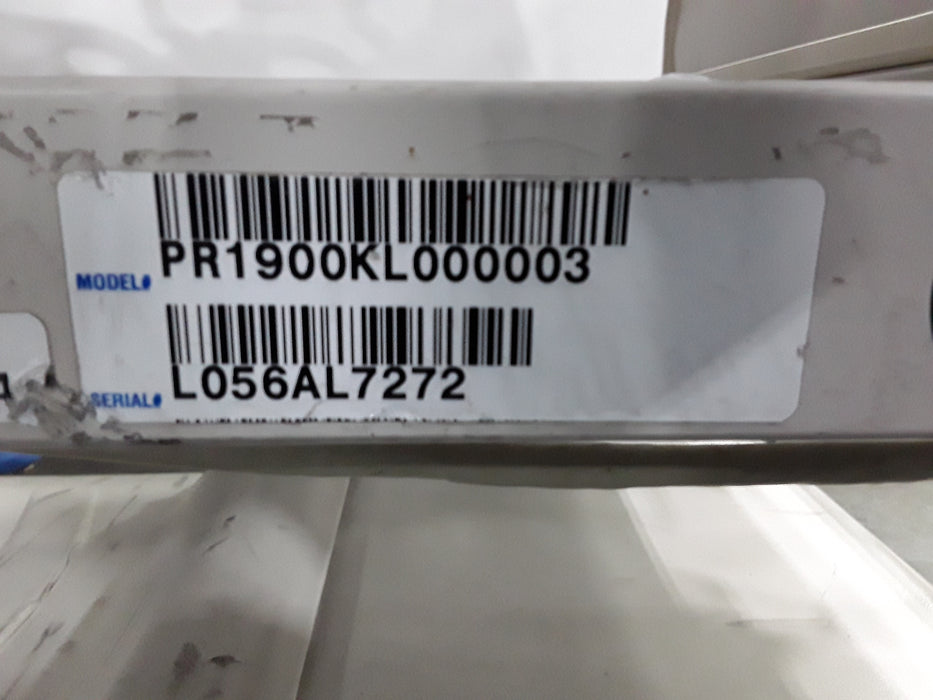 MODEL# PR1900KL000003
SERIAL# L056AL7272